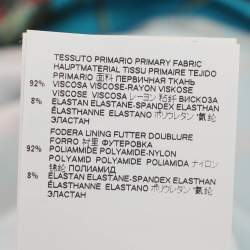 TESSUTO PRIMARIO PRIMARY FABRIC
HAUPTMATERIAL TISSU PRIMAIRE TEJIDO
PRIMARIO 面料 ПЕРВИЧНАЯ ТКАНЬ
92% VISCOSA VISCOSE-RAYON VISKOSE
VISCOSE VISCOSA レーヨン 粘纤 ВИСКОЗА
8% ELASTAN ELASTANE-SPANDEX ELASTHAN
ÉLASTHANNE ELASTANO ポリウレタン 氨纶
ЭЛАСТАН
FODERA LINING FUTTER DOUBLURE
FORRO 衬里 ФУТЕРОВКА
92% POLIAMMIDE POLYAMIDE-NYLON
POLYAMID POLYAMIDE POLIAMIDA ナイロン
锦纶 ПОЛИАМИД
8% ELASTAN ELASTANE-SPANDEX ELASTHAN
ÉLASTHANNE ELASTANO ポリウレタン 氨纶
ЭЛАСТАН